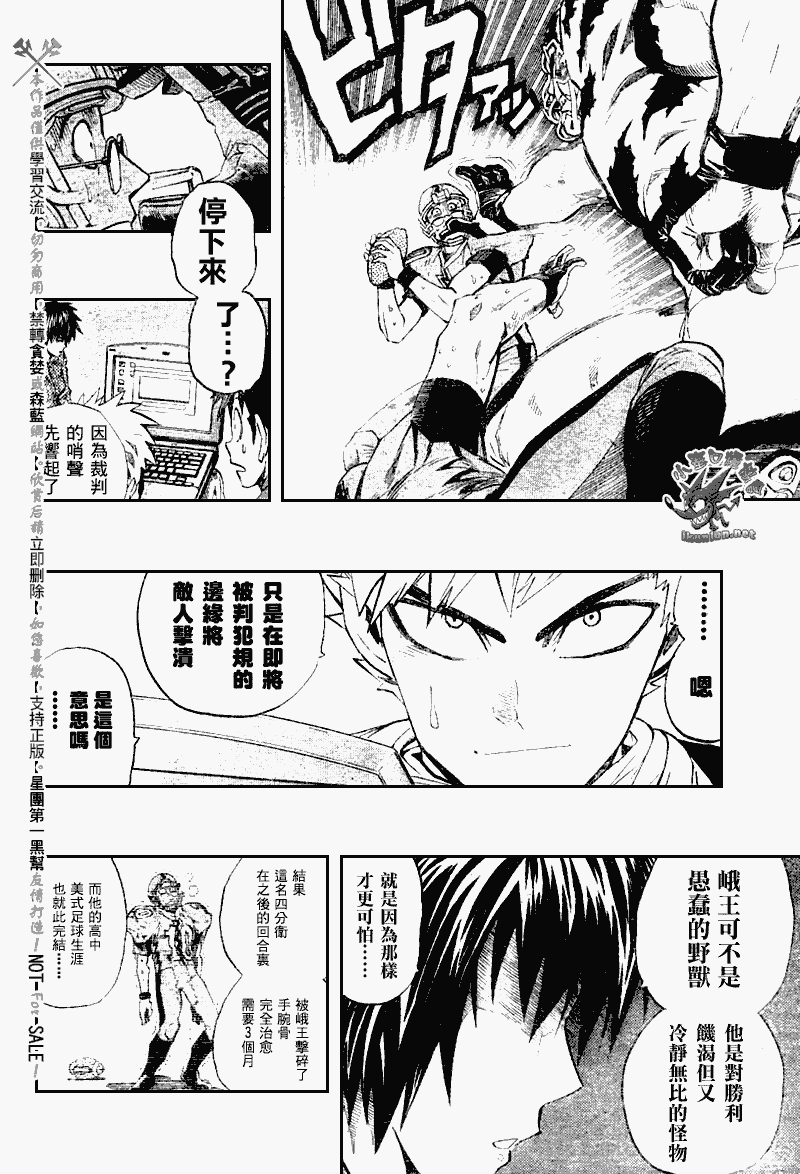 ビタァッ
停下來
了…?
因為裁判
的哨聲
先響起了
………
嗯
只是在即將
被判犯規的
邊緣將
敵人擊潰
是這個
意思嗎
……
峨王可不是
愚蠢的野獸
他是對勝利
饑渴但又
冷靜無比的怪物
就是因為那樣
才更可怕……
結果
這名四分衛
在之後的回合裏
被峨王擊碎了
手腕骨
完全治愈
需要3個月
而他的高中
美式足球生涯
也就此完結……
本作品僅供學習交流，勿匆商用，禁轉貪婪或森藍網站。欣賞后請立即刪除，如您喜歡，支持正版，星團第一黑幫友情打造！NOT-For-SALE！